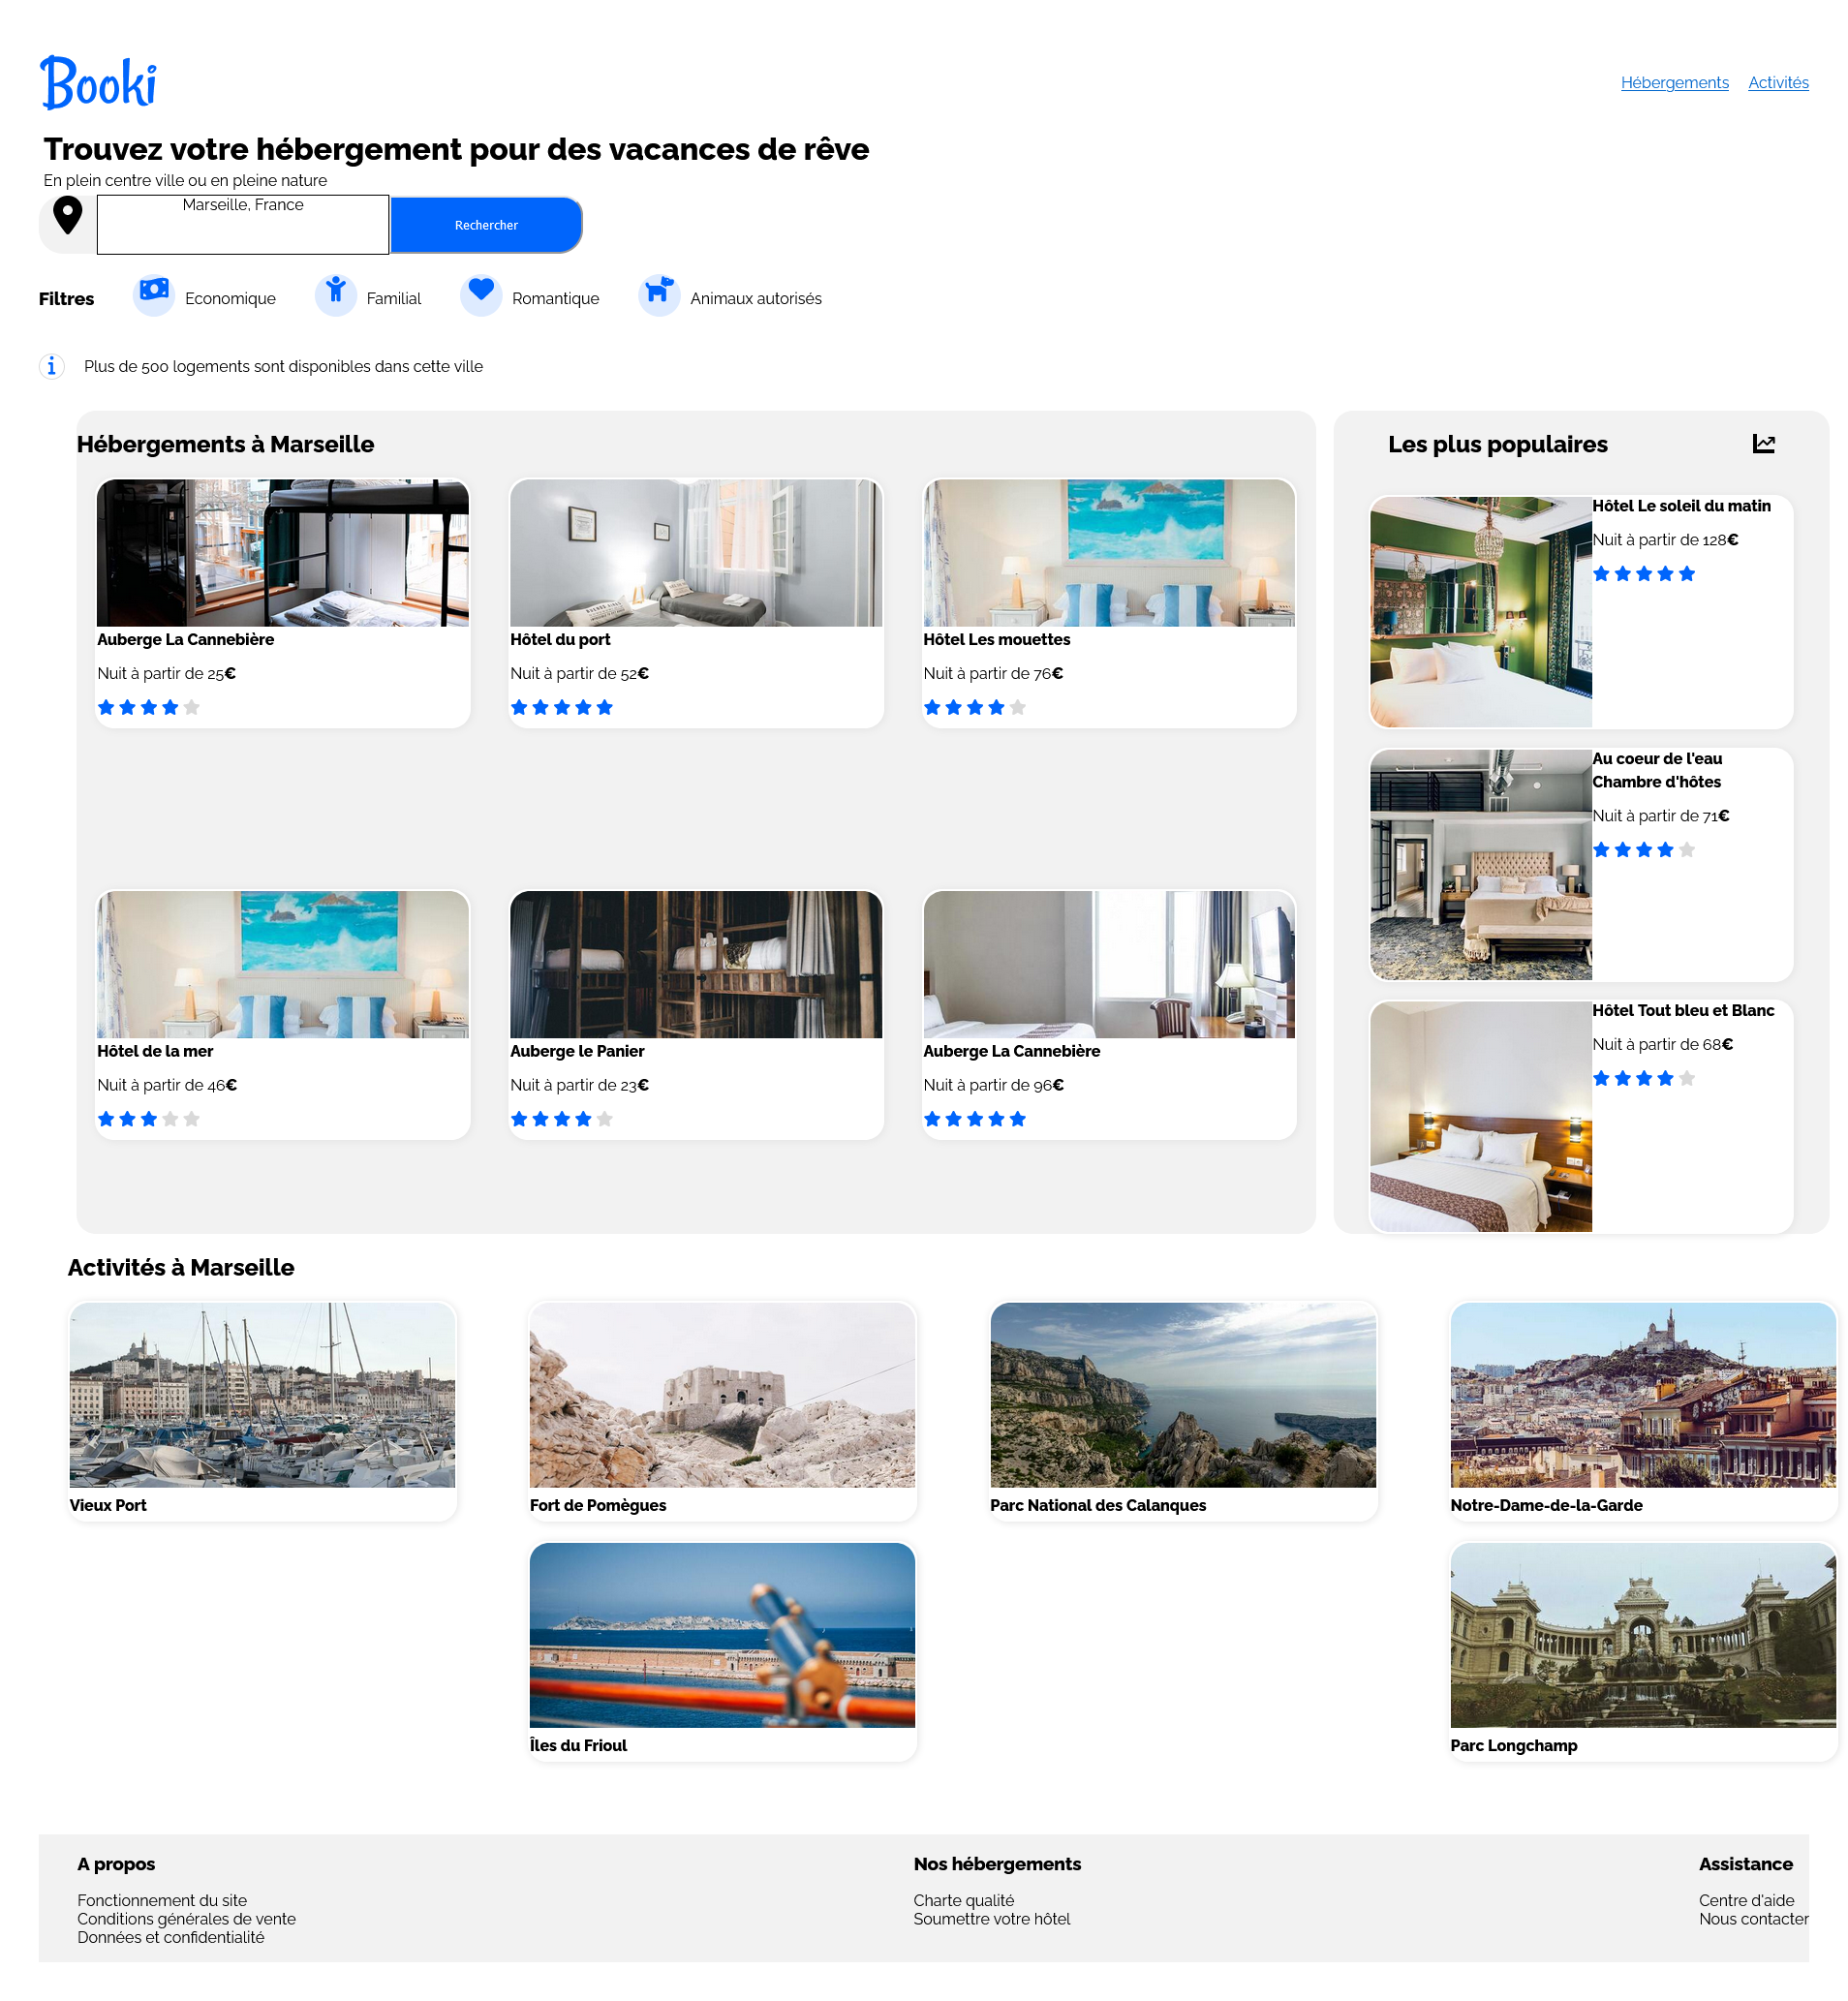 Booki
Hébergements
Activités
Trouvez votre hébergement pour des vacances de rêve
En plein centre ville ou en pleine nature
Marseille, France
Rechercher
Filtres
Economique
Familial
Romantique
Animaux autorisés
Plus de 500 logements sont disponibles dans cette ville
Hébergements à Marseille
Auberge La Cannebière
Nuit à partir de 25€
Hôtel du port
Nuit à partir de 52€
Hôtel Les mouettes
Nuit à partir de 76€
Hôtel de la mer
Nuit à partir de 46€
Auberge le Panier
Nuit à partir de 23€
Auberge La Cannebière
Nuit à partir de 96€
Les plus populaires
Hôtel Le soleil du matin
Nuit à partir de 128€
Au coeur de l'eau
Chambre d'hôtes
Nuit à partir de 71€
Hôtel Tout bleu et Blanc
Nuit à partir de 68€
Activités à Marseille
Vieux Port
Fort de Pomègues
Parc National des Calanques
Notre-Dame-de-la-Garde
Îles du Frioul
Parc Longchamp
A propos
Fonctionnement du site
Conditions générales de vente
Données et confidentialité
Nos hébergements
Charte qualité
Soumettre votre hôtel
Assistance
Centre d'aide
Nous contacter